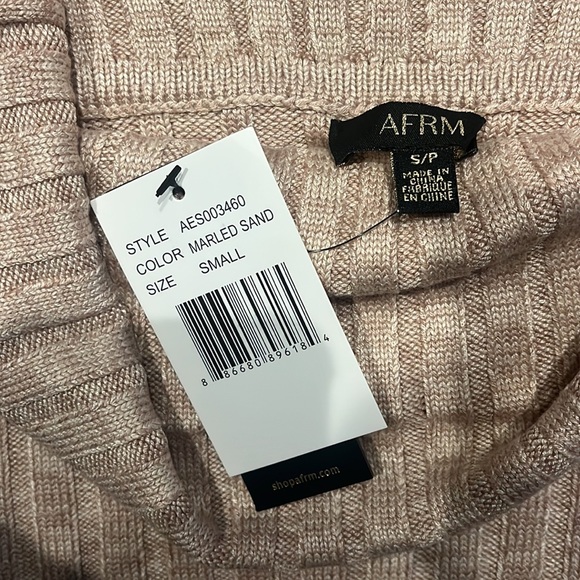 AFRM
S/P
MADE IN
CHINA
FABRIQUE
EN CHINE
STYLE AES003460
COLOR MARLED SAND
SIZE SMALL
8 86680 89618 4
shopafrm.com